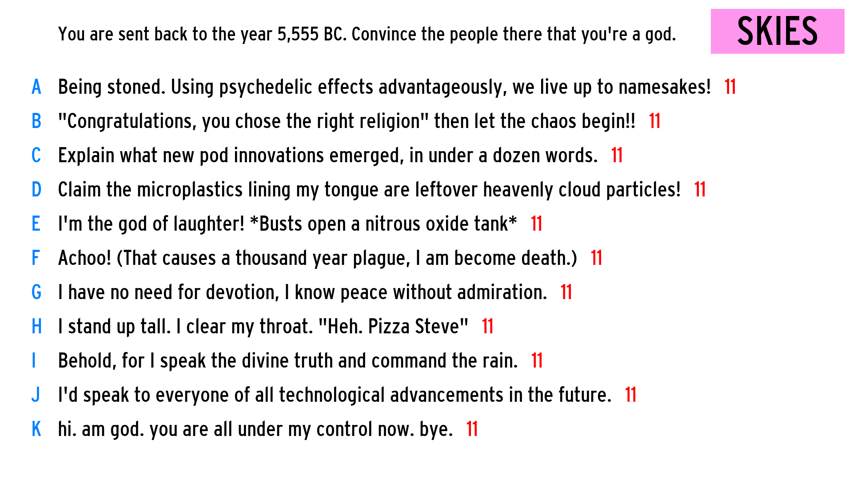 You are sent back to the year 5,555 BC. Convince the people there that you're a god.
SKIES
A Being stoned. Using psychedelic effects advantageously, we live up to namesakes! 11
B "Congratulations, you chose the right religion" then let the chaos begin!! 11
C Explain what new pod innovations emerged, in under a dozen words. 11
D Claim the microplastics lining my tongue are leftover heavenly cloud particles! 11
E I'm the god of laughter! *Busts open a nitrous oxide tank* 11
F Achoo! (That causes a thousand year plague, I am become death.) 11
G I have no need for devotion, I know peace without admiration. 11
H I stand up tall. I clear my throat. "Heh. Pizza Steve" 11
I Behold, for I speak the divine truth and command the rain. 11
J I'd speak to everyone of all technological advancements in the future. 11
K hi. am god. you are all under my control now. bye. 11